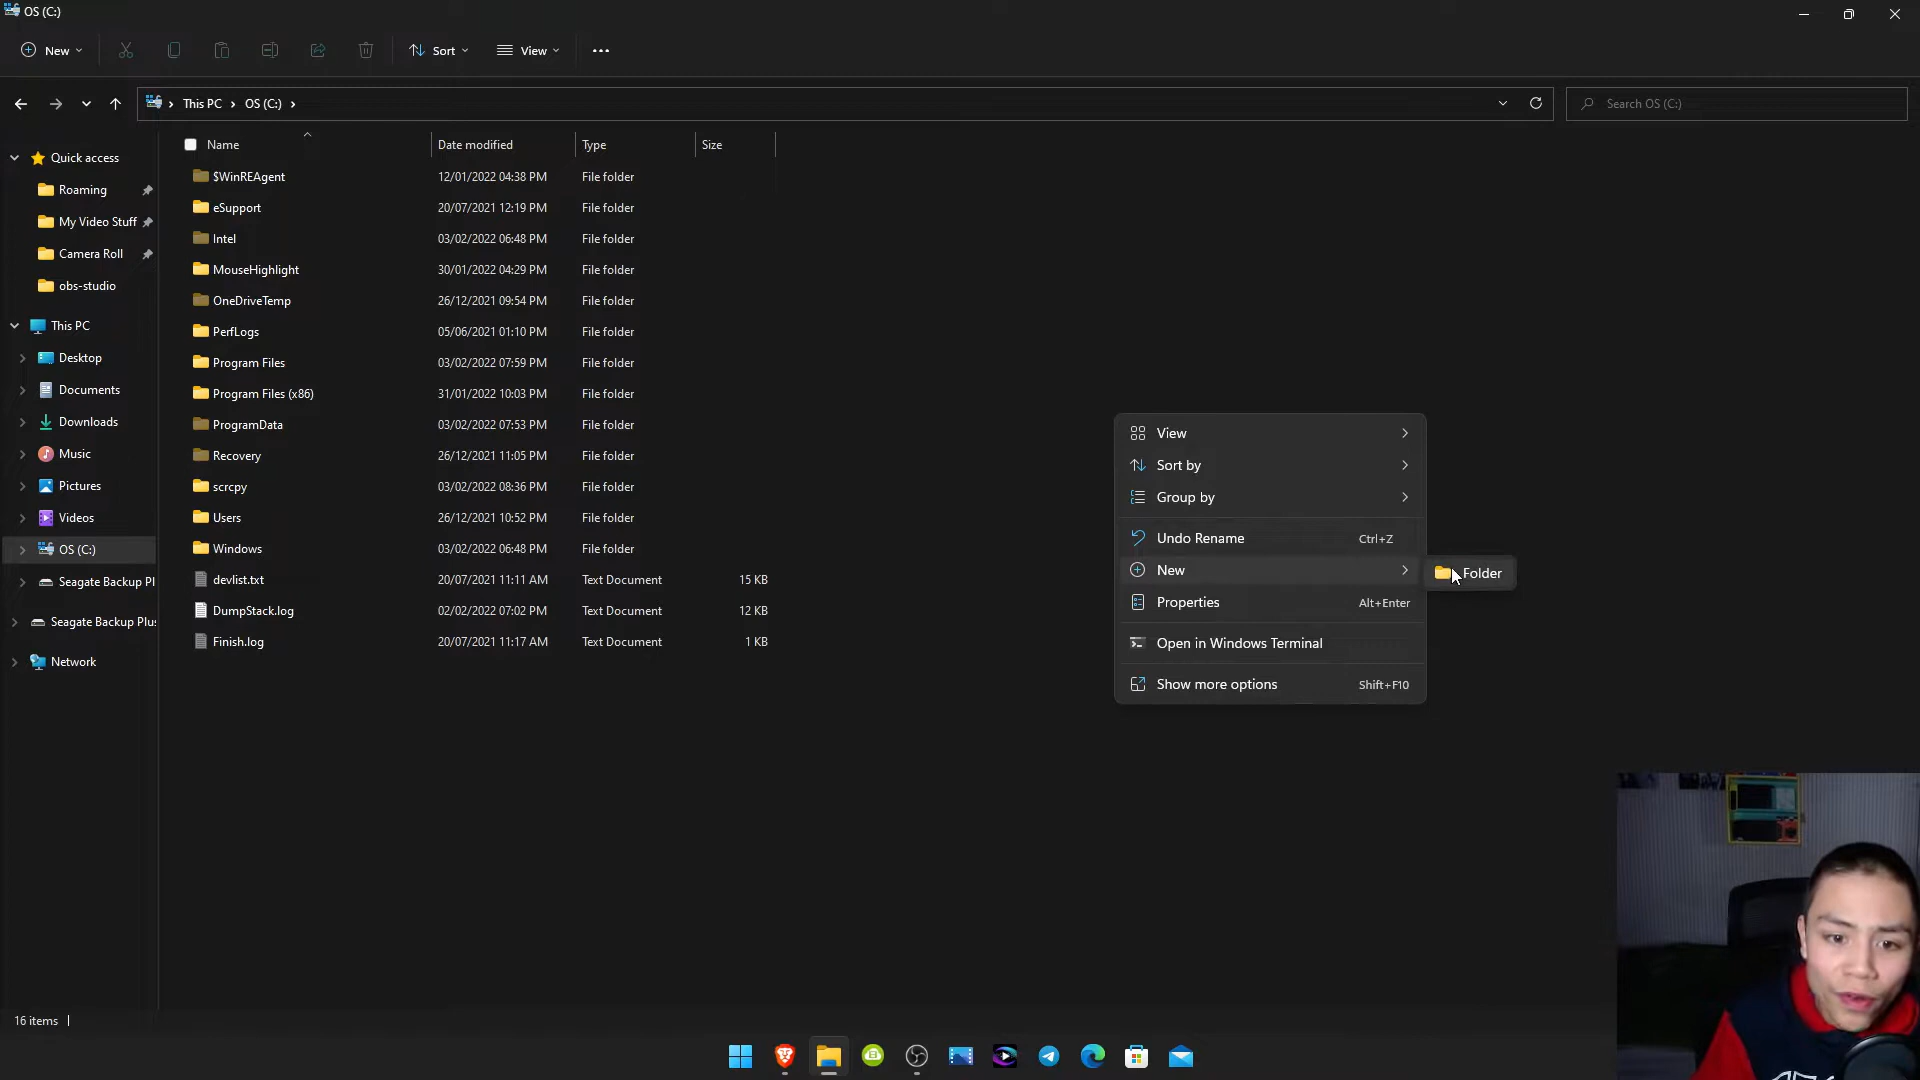 OS (C:)
New
Sort
View
This PC
OS (C:)
Search OS (C:)
Name
Date modified
Type
Size
Quick access
Roaming
My Video Stuff
Camera Roll
obs-studio
This PC
Desktop
Documents
Downloads
Music
Pictures
Videos
OS (C:)
Seagate Backup Pl
Seagate Backup Plus
Network
$WinREAgent 12/01/2022 04:38 PM File folder
eSupport 20/07/2021 12:19 PM File folder
Intel 03/02/2022 06:48 PM File folder
MouseHighlight 30/01/2022 04:29 PM File folder
OneDriveTemp 26/12/2021 09:54 PM File folder
PerfLogs 05/06/2021 01:10 PM File folder
Program Files 03/02/2022 07:59 PM File folder
Program Files (x86) 31/01/2022 10:03 PM File folder
ProgramData 03/02/2022 07:53 PM File folder
Recovery 26/12/2021 11:05 PM File folder
scrcpy 03/02/2022 08:36 PM File folder
Users 26/12/2021 10:52 PM File folder
Windows 03/02/2022 06:48 PM File folder
devlist.txt 20/07/2021 11:11 AM Text Document 15 KB
DumpStack.log 02/02/2022 07:02 PM Text Document 12 KB
Finish.log 20/07/2021 11:17 AM Text Document 1 KB
View
Sort by
Group by
Undo Rename Ctrl+Z
New
Folder
Properties Alt+Enter
Open in Windows Terminal
Show more options Shift+F10
16 items